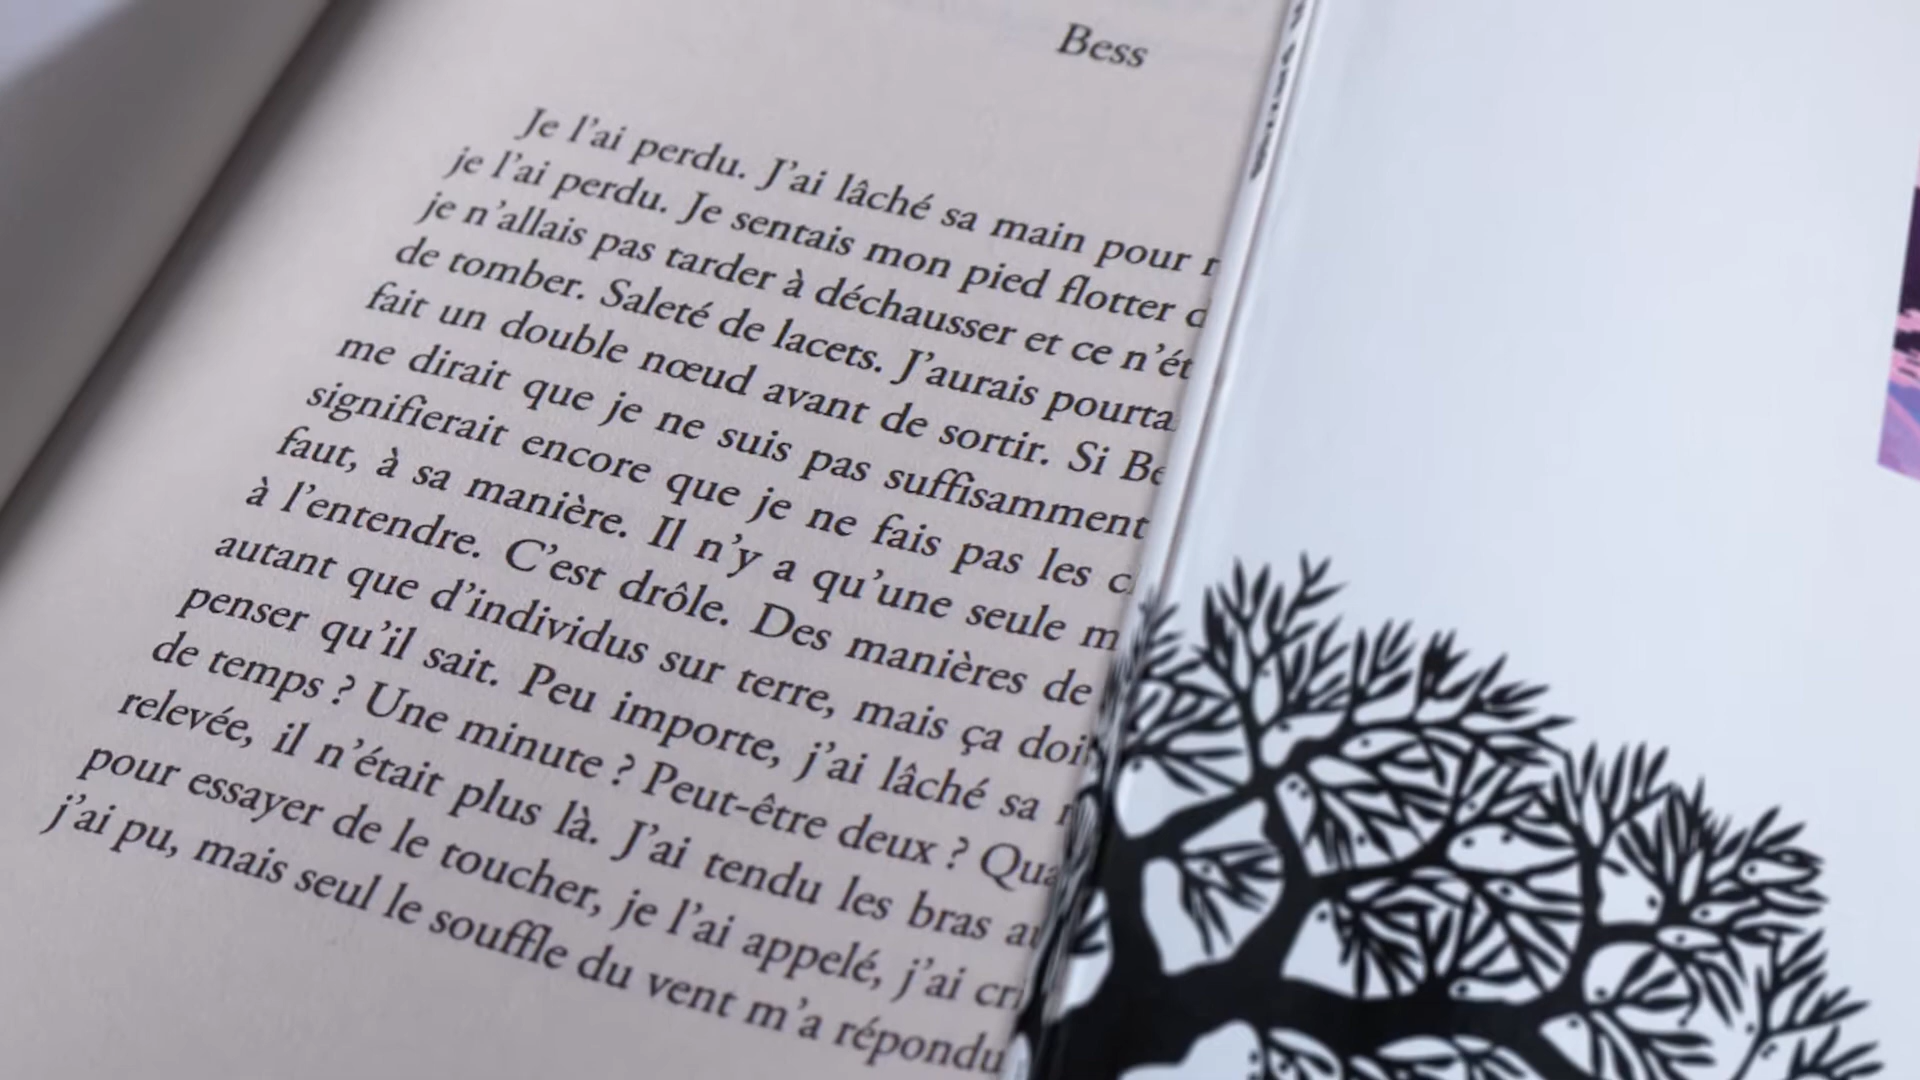 Bess
Je l'ai perdu. J'ai lâché sa main pour
je l'ai perdu. Je sentais mon pied flotter
je n'allais pas tarder à déchausser et ce n'ét
de tomber. Saleté de lacets. J'aurais pourta
fait un double nœud avant de sortir. Si Be
me dirait que je ne suis pas suffisamment
signifierait encore que je ne fais pas les c
faut, à sa manière. Il n'y a qu'une seule m
à l'entendre. C'est drôle. Des manières de
autant que d'individus sur terre, mais ça doi
penser qu'il sait. Peu importe, j'ai lâché sa
de temps ? Une minute ? Peut-être deux ? Qua
relevée, il n'était plus là. J'ai tendu les bras au
pour essayer de le toucher, je l'ai appelé, j'ai cri
j'ai pu, mais seul le souffle du vent m'a répondu